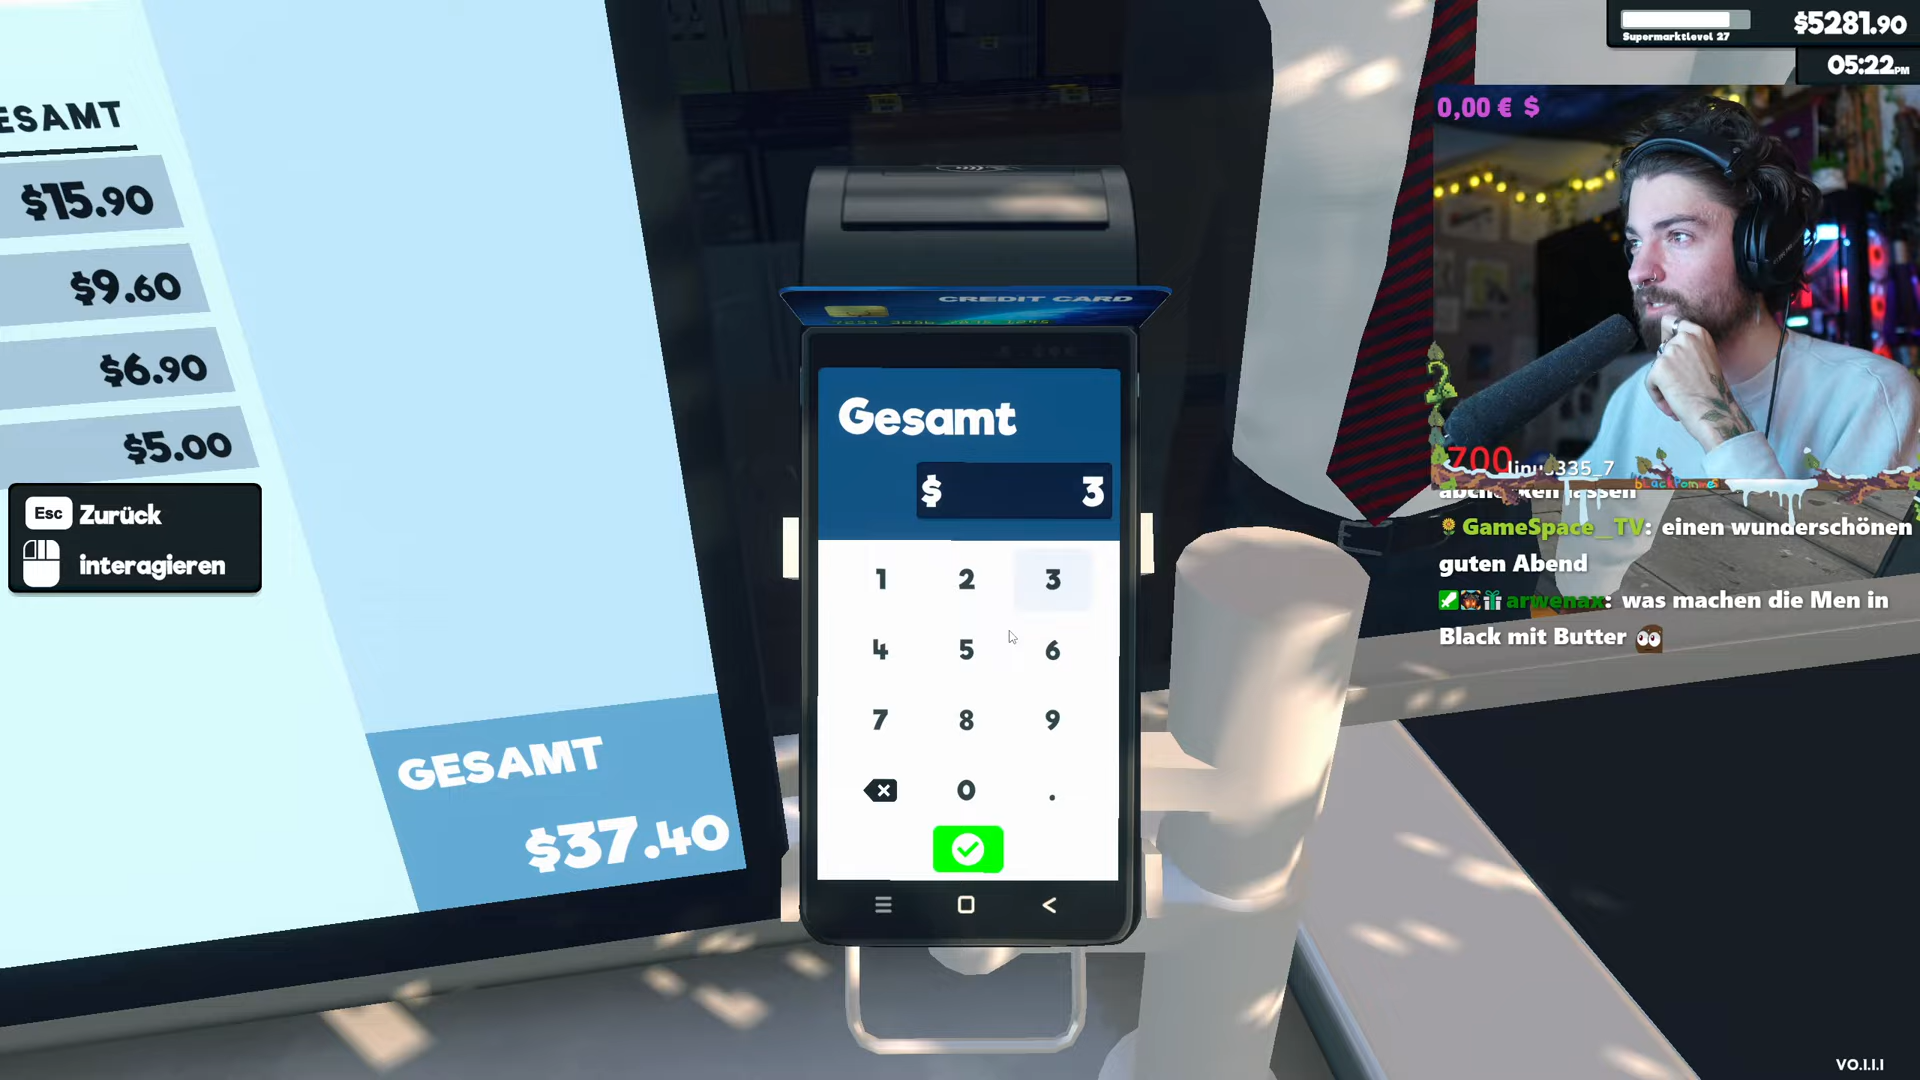 ESAMT
$15.90
$9.60
$6.90
$5.00
Esc Zurück
interagieren
GESAMT
$37.40
CREDIT CARD
Gesamt
$ 3
1 2 3
4 5 6
7 8 9
0 .
Supermarktlevel 27
$5281.90
05:22PM
0,00 € $
700
GameSpace_TV: einen wunderschönen
guten Abend
arwenax: was machen die Men in
Black mit Butter
V0.1.1.1